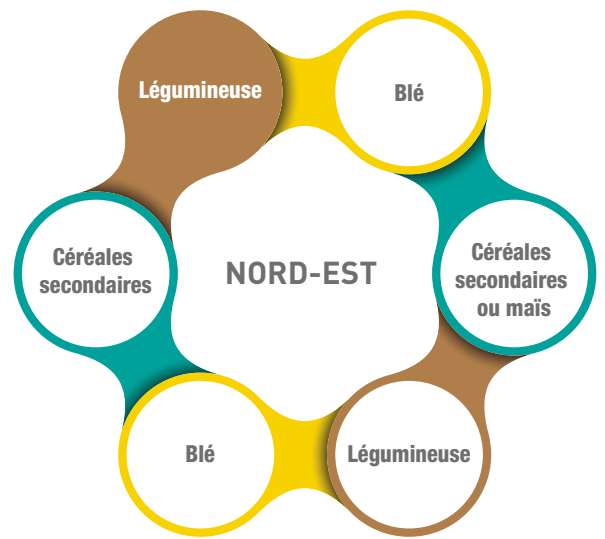 Légumineuse
Blé
Céréales
secondaires
NORD-EST
Céréales
secondaires
ou maïs
Blé
Légumineuse